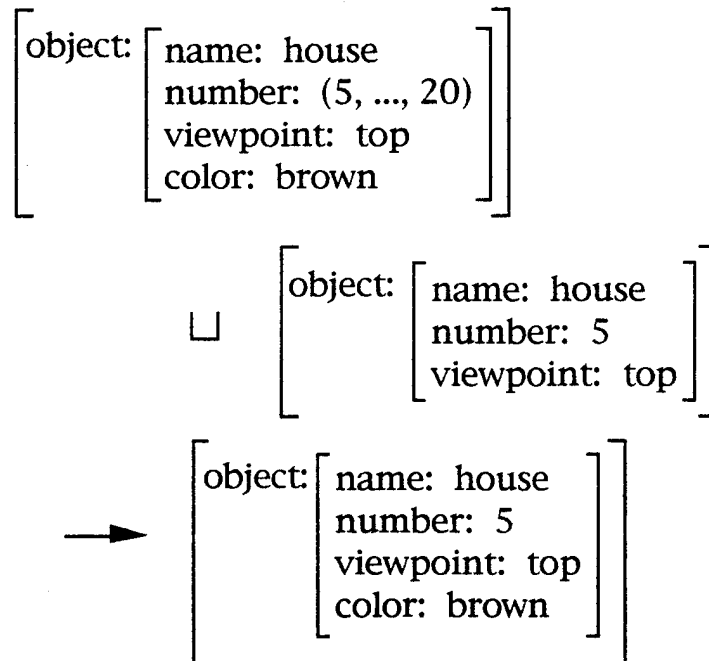 object: name: house
number: (5, ..., 20)
viewpoint: top
color: brown
⊔ object: name: house
number: 5
viewpoint: top
→ object: name: house
number: 5
viewpoint: top
color: brown